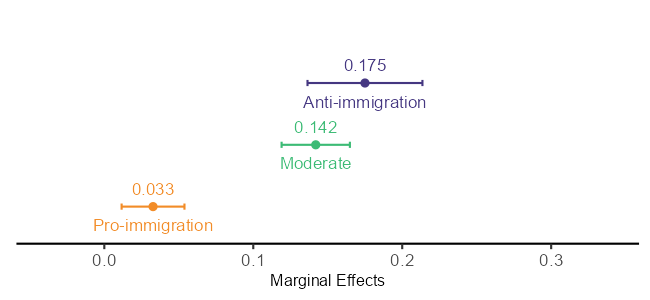 0.175
Anti-immigration
0.142
Moderate
0.033
Pro-immigration
0.0 0.1 0.2 0.3
Marginal Effects